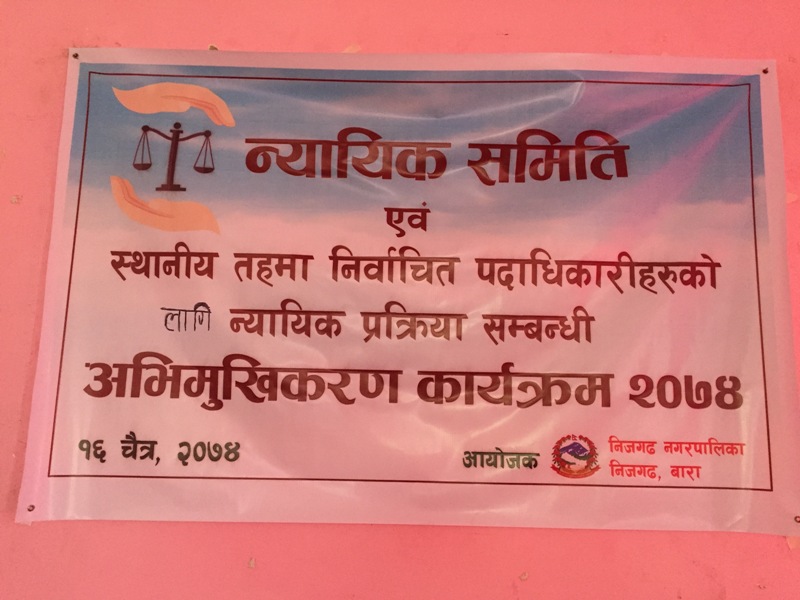 न्यायिक समिति
एवं
स्थानीय तहमा निर्वाचित पदाधिकारीहरुको
लागि न्यायिक प्रक्रिया सम्बन्धी
अभिमुखिकरण कार्यक्रम २०७४
१६ चैत्र, २०७४
आयोजक
निजगढ नगरपालिका
निजगढ, बारा